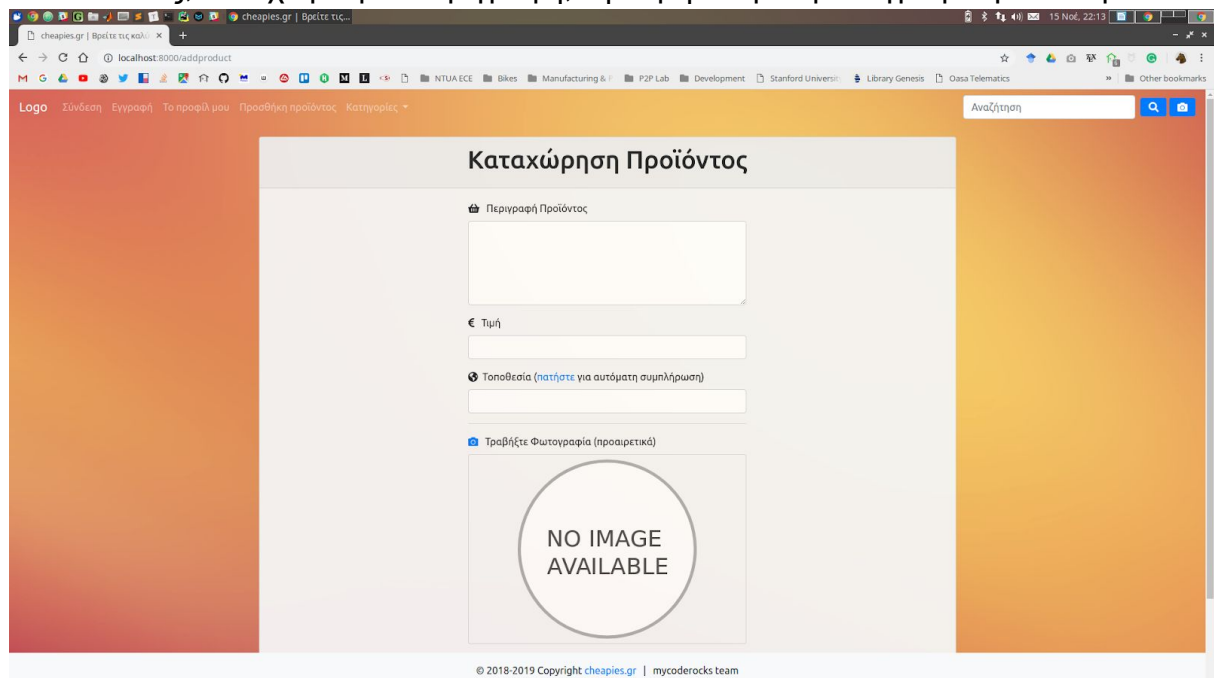 cheapies.gr | Βρείτε τις...
15 Νοέ, 22:13
cheapies.gr | Βρείτε τις καλύ
localhost:8000/addproduct
NTUA ECE Bikes Manufacturing & P2P Lab Development Stanford Universit Library Genesis Oasa Telematics » Other bookmarks
Logo Σύνδεση Εγγραφή Το προφίλ μου Προσθήκη προϊόντος Κατηγορίες Αναζήτηση
Καταχώρηση Προϊόντος
Περιγραφή Προϊόντος
€ Τιμή
Τοποθεσία (πατήστε για αυτόματη συμπλήρωση)
Τραβήξτε Φωτογραφία (προαιρετικά)
NO IMAGE
AVAILABLE
© 2018-2019 Copyright cheapies.gr | mycoderocks team